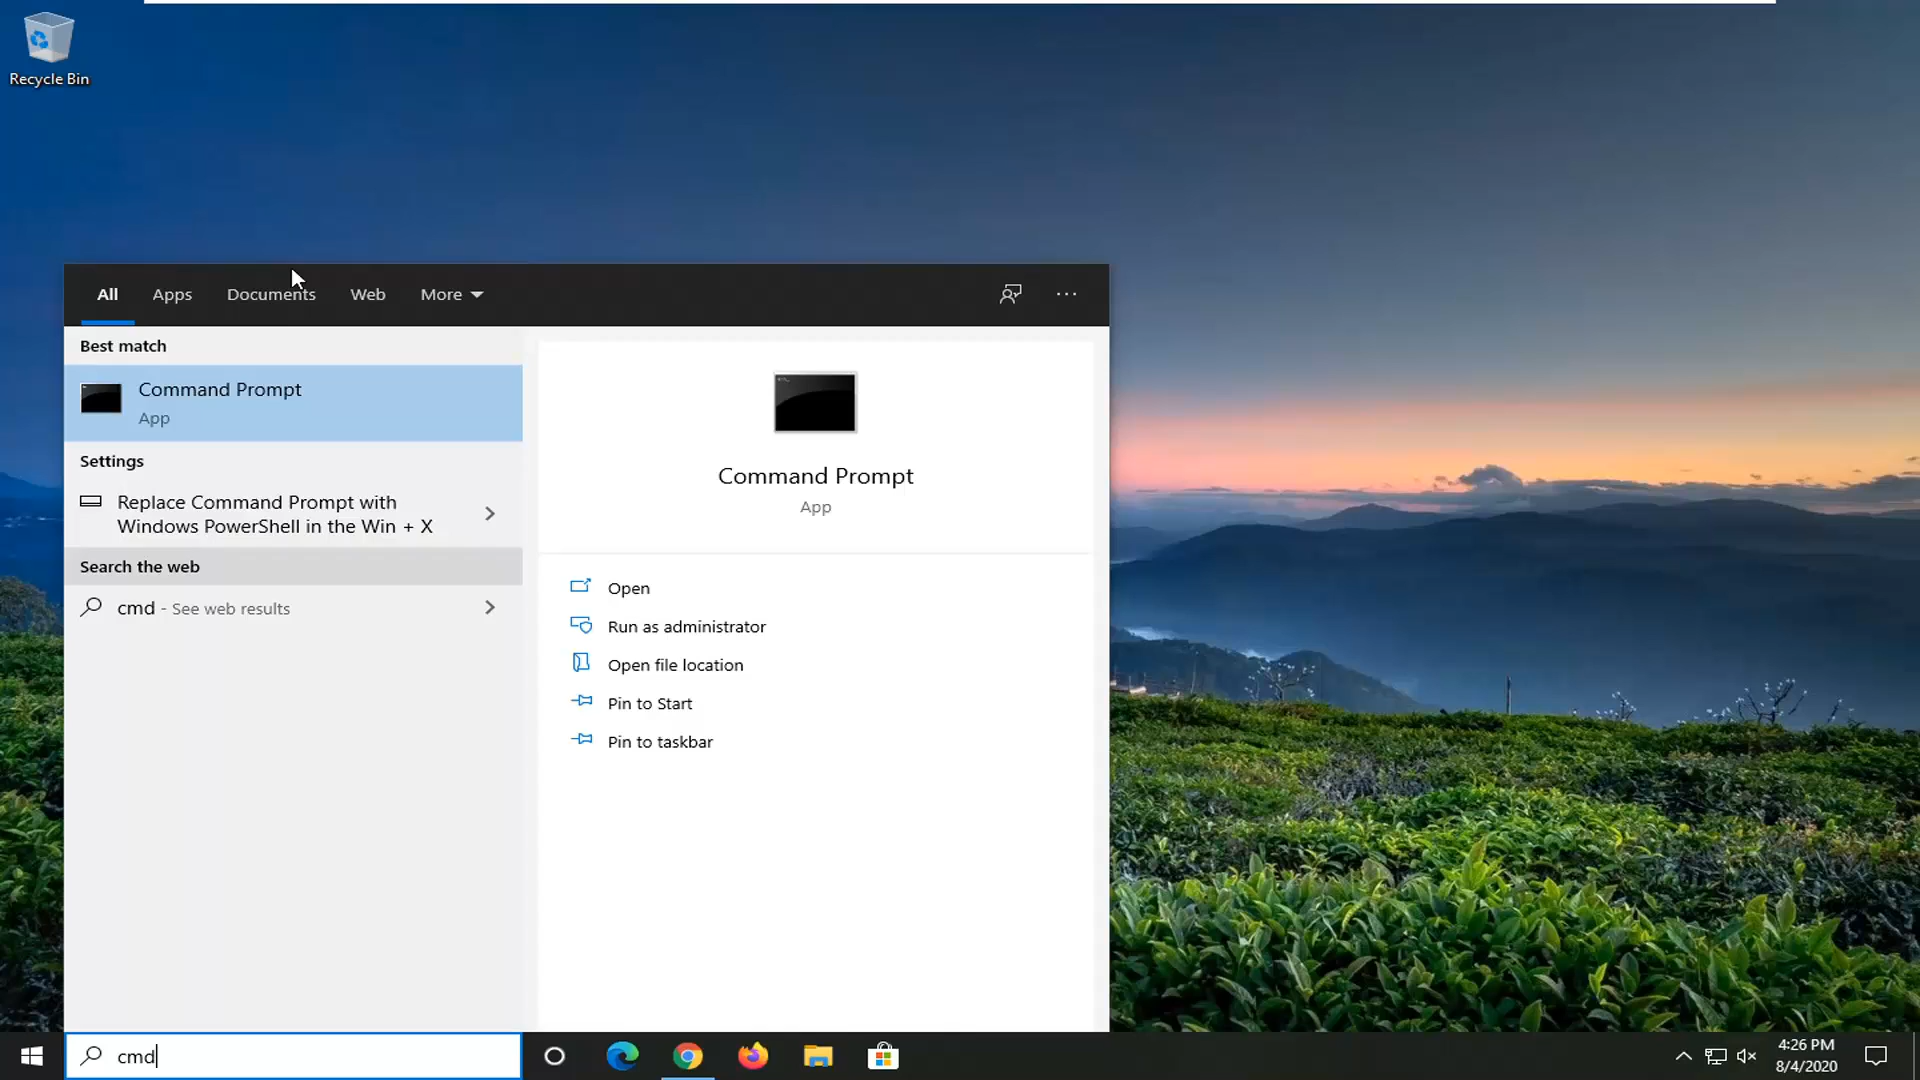 Recycle Bin
All Apps Documents Web More
Best match
Command Prompt
App
Settings
Replace Command Prompt with
Windows PowerShell in the Win + X
Search the web
cmd - See web results
Command Prompt
App
Open
Run as administrator
Open file location
Pin to Start
Pin to taskbar
cmd
4:26 PM
8/4/2020